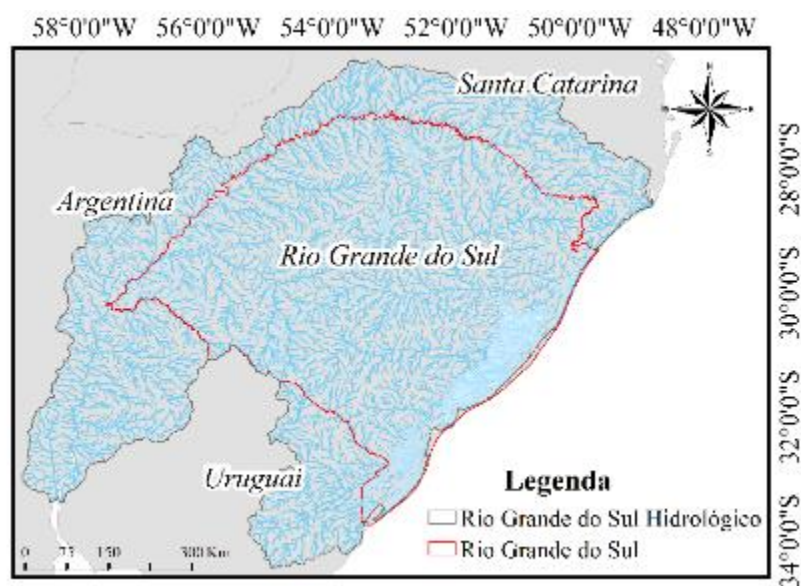 58°0'0"W 56°0'0"W 54°0'0"W 52°0'0"W 50°0'0"W 48°0'0"W
Santa Catarina
N
28°0'0"S
Argentina
Rio Grande do Sul
30°0'0"S
32°0'0"S
Uruguai
Legenda
Rio Grande do Sul Hidrológico
Rio Grande do Sul
0 75 150 300 Km
34°0'0"S